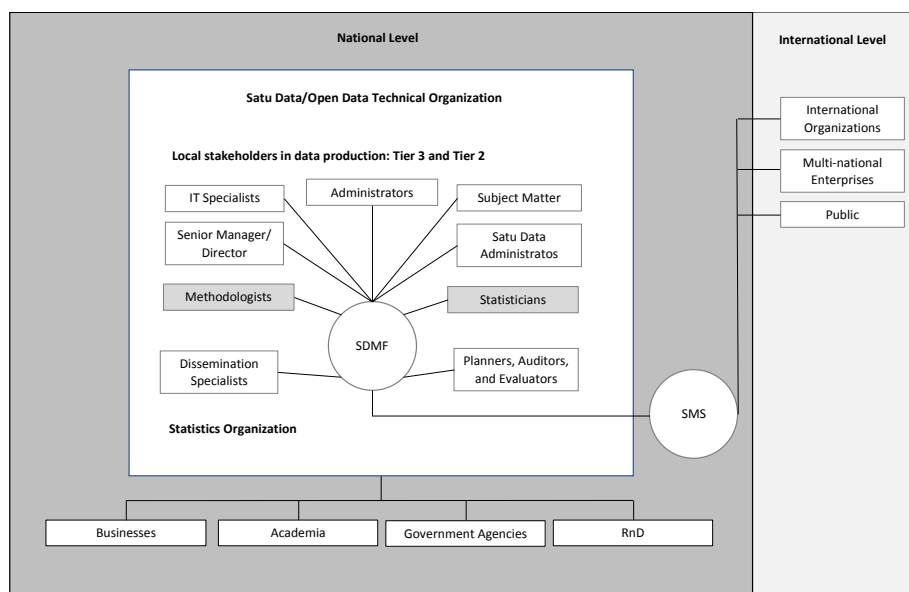 National Level
International Level
Satu Data/Open Data Technical Organization
Local stakeholders in data production: Tier 3 and Tier 2
IT Specialists
Administrators
Subject Matter
Senior Manager/
Director
Satu Data
Administratos
Methodologists
Statisticians
SDMF
Dissemination
Specialists
Planners, Auditors,
and Evaluators
Statistics Organization
SMS
International
Organizations
Multi-national
Enterprises
Public
Businesses
Academia
Government Agencies
RnD